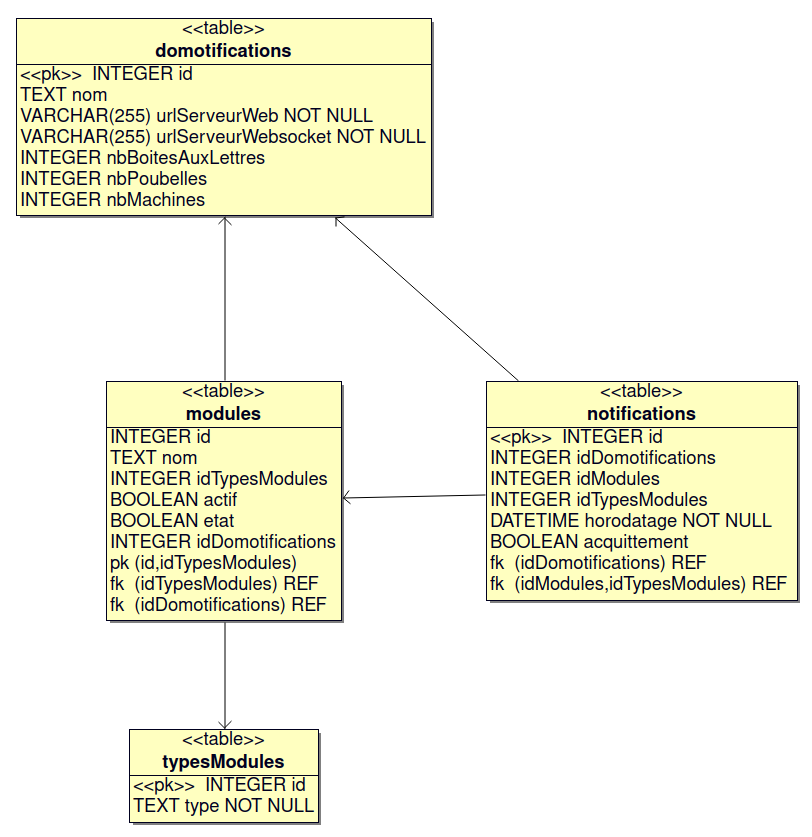 <<table>>
domotifications
<<pk>> INTEGER id
TEXT nom
VARCHAR(255) urlServeurWeb NOT NULL
VARCHAR(255) urlServeurWebsocket NOT NULL
INTEGER nbBoitesAuxLettres
INTEGER nbPoubelles
INTEGER nbMachines
<<table>>
modules
INTEGER id
TEXT nom
INTEGER idTypesModules
BOOLEAN actif
BOOLEAN etat
INTEGER idDomotifications
pk (id,idTypesModules)
fk (idTypesModules) REF
fk (idDomotifications) REF
<<table>>
notifications
<<pk>> INTEGER id
INTEGER idDomotifications
INTEGER idModules
INTEGER idTypesModules
DATETIME horodatage NOT NULL
BOOLEAN acquittement
fk (idDomotifications) REF
fk (idModules,idTypesModules) REF
<<table>>
typesModules
<<pk>> INTEGER id
TEXT type NOT NULL